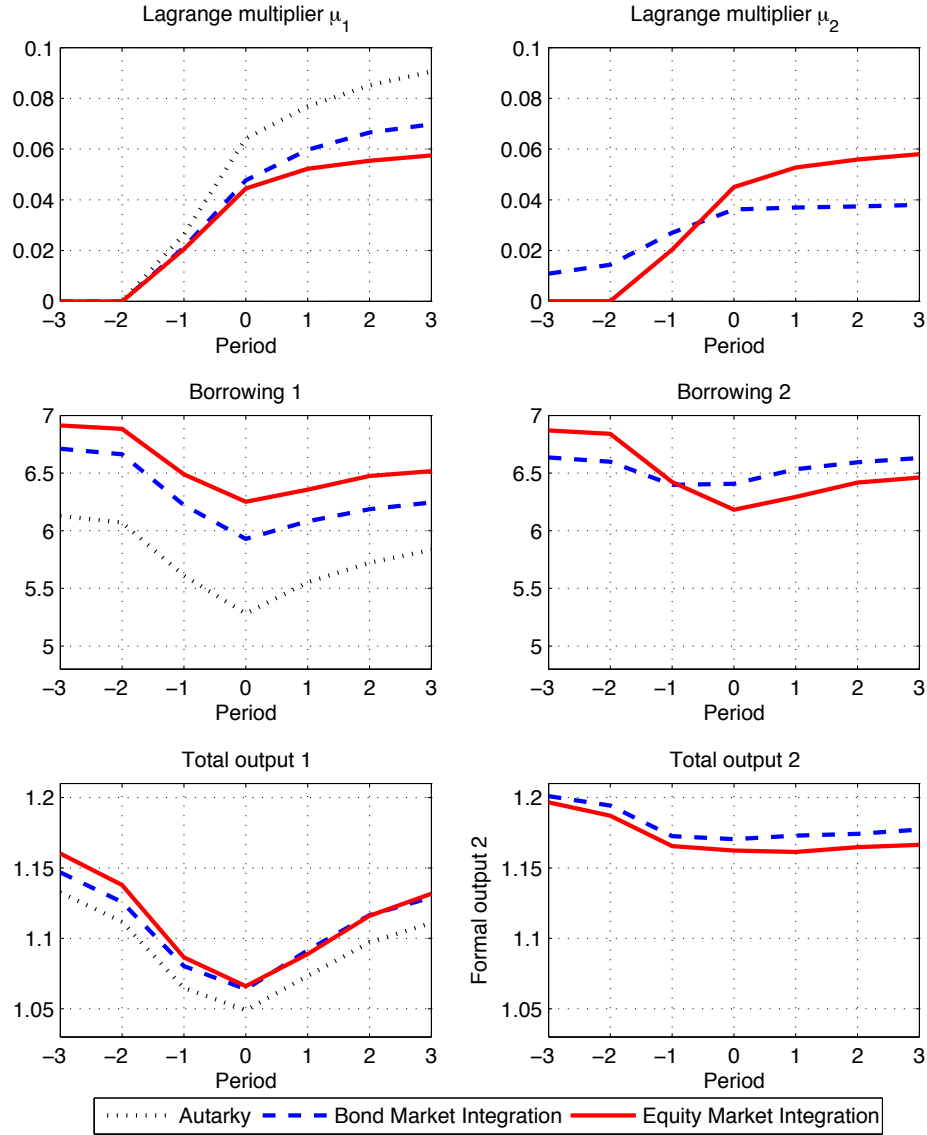 Lagrange multiplier μ1
Lagrange multiplier μ2
0.1
0.08
0.06
0.04
0.02
0
−3 −2 −1 0 1 2 3
Period
0.1
0.08
0.06
0.04
0.02
0
−3 −2 −1 0 1 2 3
Period
Borrowing 1
Borrowing 2
7
6.5
6
5.5
5
−3 −2 −1 0 1 2 3
Period
7
6.5
6
5.5
5
−3 −2 −1 0 1 2 3
Period
Total output 1
Total output 2
1.2
1.15
1.1
1.05
−3 −2 −1 0 1 2 3
Period
Formal output 2
1.2
1.15
1.1
1.05
−3 −2 −1 0 1 2 3
Period
Autarky Bond Market Integration Equity Market Integration